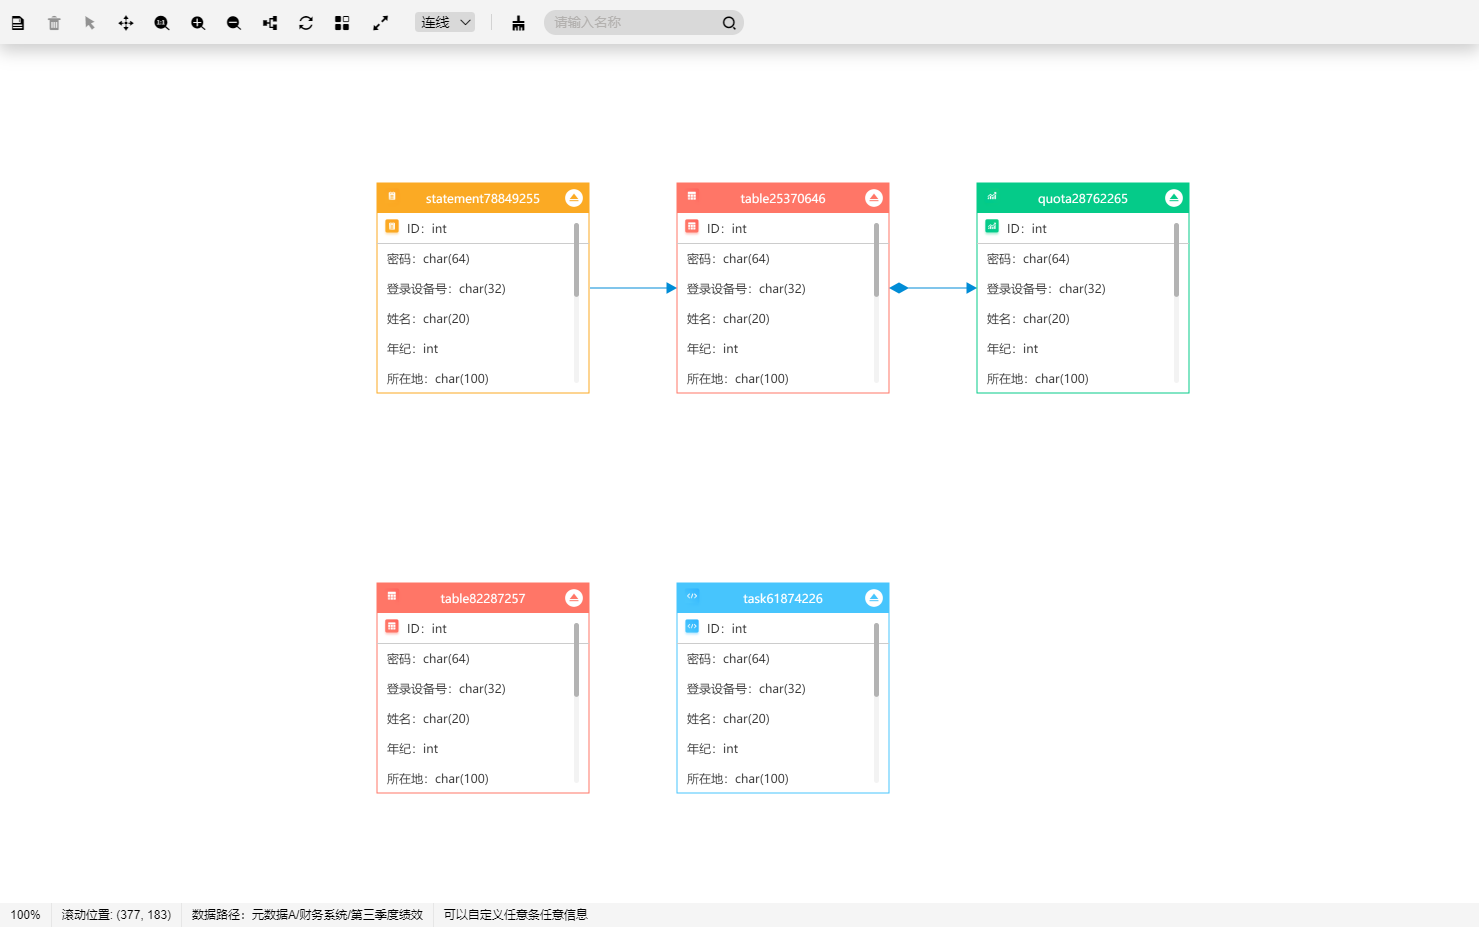 1:1
连线
请输入名称
statement78849255
ID：int
密码：char(64)
登录设备号：char(32)
姓名：char(20)
年纪：int
所在地：char(100)
table25370646
ID：int
密码：char(64)
登录设备号：char(32)
姓名：char(20)
年纪：int
所在地：char(100)
quota28762265
ID：int
密码：char(64)
登录设备号：char(32)
姓名：char(20)
年纪：int
所在地：char(100)
table82287257
ID：int
密码：char(64)
登录设备号：char(32)
姓名：char(20)
年纪：int
所在地：char(100)
task61874226
ID：int
密码：char(64)
登录设备号：char(32)
姓名：char(20)
年纪：int
所在地：char(100)
100% 滚动位置: (377, 183) 数据路径：元数据A/财务系统/第三季度绩效 可以自定义任意条任意信息